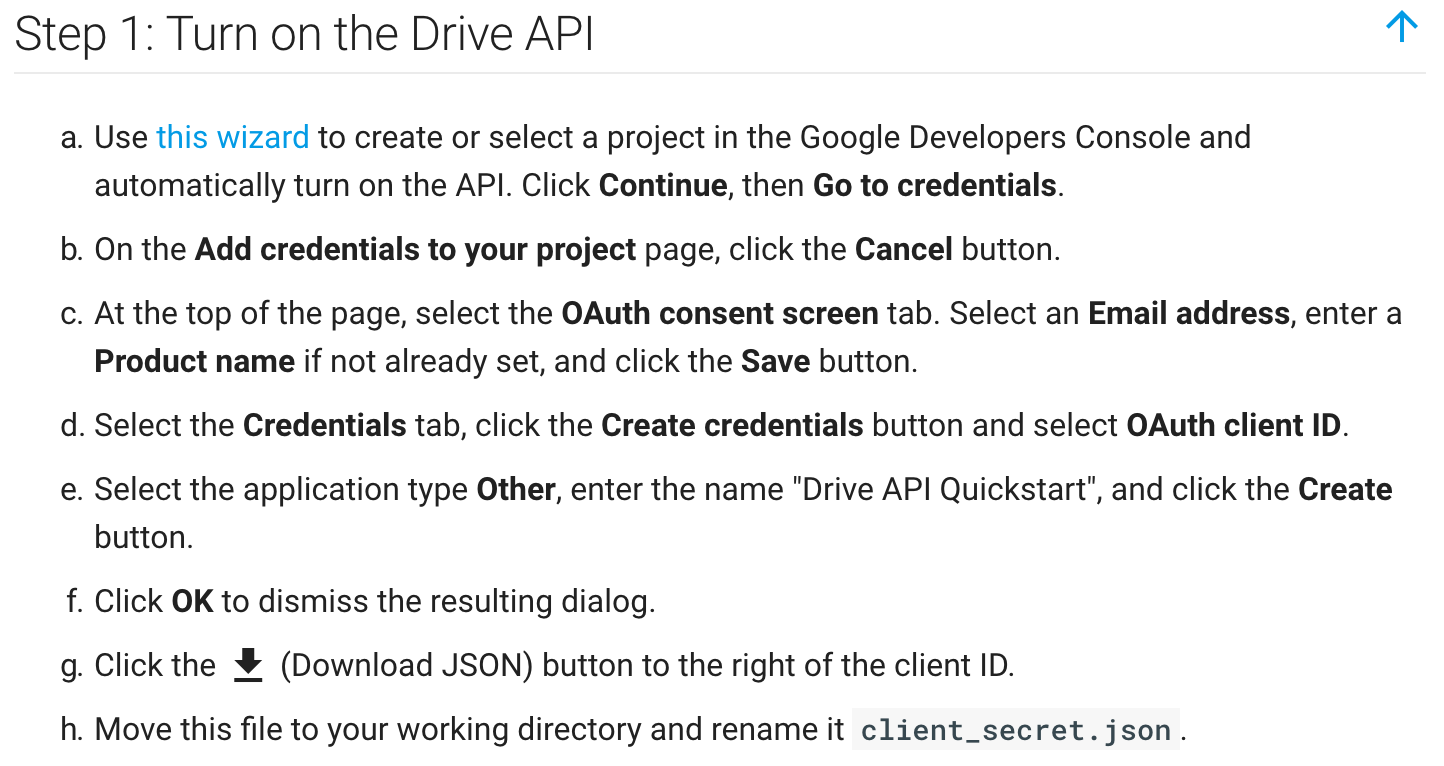 Step 1: Turn on the Drive API
a. Use this wizard to create or select a project in the Google Developers Console and
automatically turn on the API. Click Continue, then Go to credentials.
b. On the Add credentials to your project page, click the Cancel button.
c. At the top of the page, select the OAuth consent screen tab. Select an Email address, enter a
Product name if not already set, and click the Save button.
d. Select the Credentials tab, click the Create credentials button and select OAuth client ID.
e. Select the application type Other, enter the name "Drive API Quickstart", and click the Create
button.
f. Click OK to dismiss the resulting dialog.
g. Click the (Download JSON) button to the right of the client ID.
h. Move this file to your working directory and rename it client_secret.json.